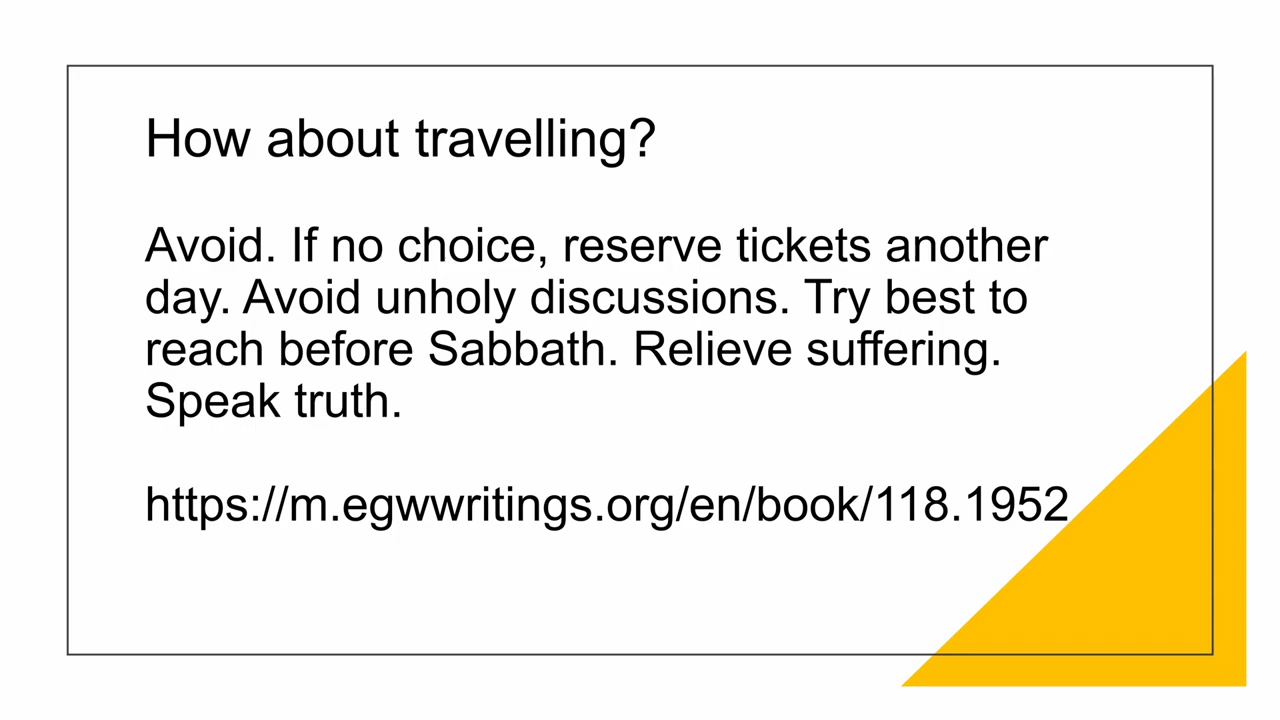 How about travelling?
Avoid. If no choice, reserve tickets another
day. Avoid unholy discussions. Try best to
reach before Sabbath. Relieve suffering.
Speak truth.
https://m.egwwritings.org/en/book/118.1952